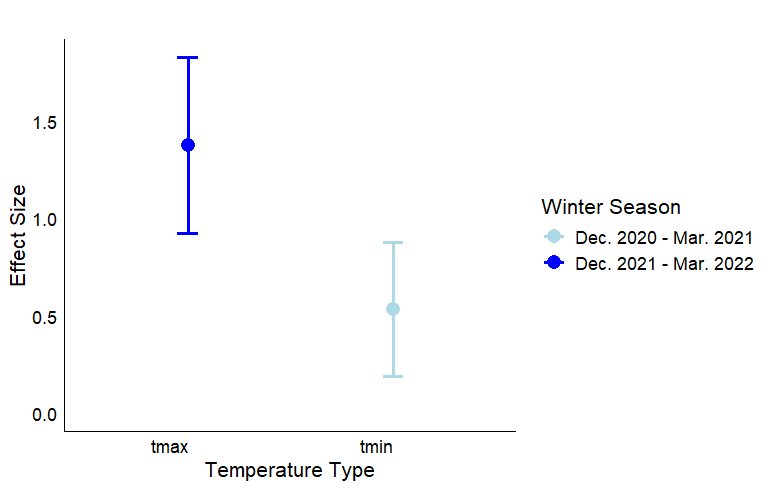 1.5
1.0
0.5
0.0
Effect Size
tmax
tmin
Temperature Type
Winter Season
Dec. 2020 - Mar. 2021
Dec. 2021 - Mar. 2022